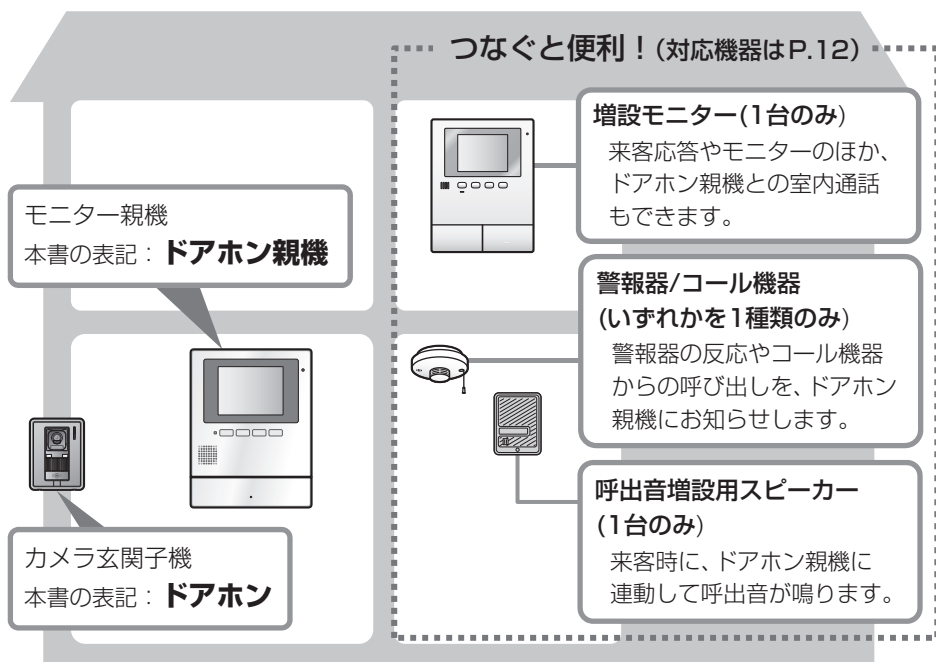 つなぐと便利！(対応機器はP.12)
増設モニター(1台のみ)
来客応答やモニターのほか、
ドアホン親機との室内通話
もできます。
モニター親機
本書の表記：ドアホン親機
警報器/コール機器
(いずれかを1種類のみ)
警報器の反応やコール機器
からの呼び出しを、ドアホン
親機にお知らせします。
呼出音増設用スピーカー
(1台のみ)
来客時に、ドアホン親機に
連動して呼出音が鳴ります。
カメラ玄関子機
本書の表記：ドアホン